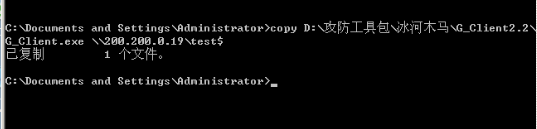 C:\Documents and Settings\Administrator>copy D:\攻防工具包\冰河木马\G_Client2.2\
G_Client.exe \\200.200.0.19\test$
已复制         1 个文件。
C:\Documents and Settings\Administrator>_